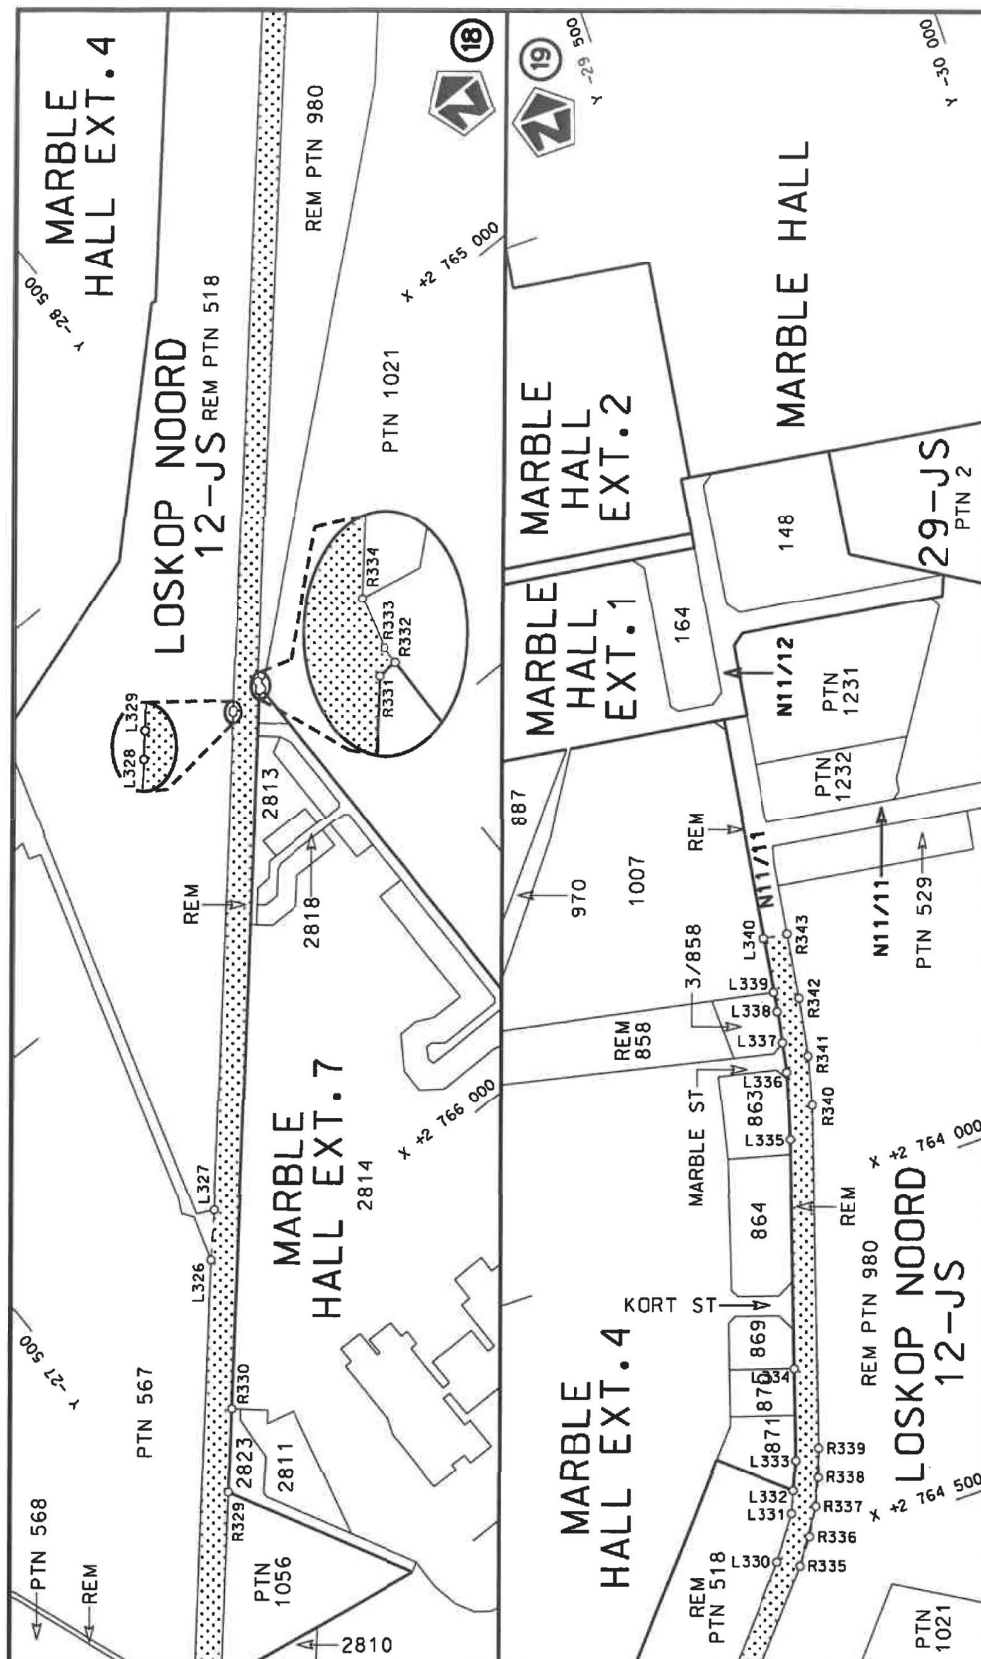 MARBLE
HALL EXT.4
18
REM PTN 980
Y -28 500
X +2 765 000
LOSKOP NOORD
12-JS
REM PTN 518
PTN 1021
R334
R333
R332
R331
L329
L328
2813
REM
2818
L327
L326
MARBLE
HALL EXT.7
2814
X +2 766 000
Y -27 500
PTN 567
R330
2823
2811
R329
PTN 568
REM
PTN
1056
2810
19
Y -29 500
Y -30 000
MARBLE HALL
MARBLE
HALL
EXT.2
29-JS
PTN 2
148
MARBLE
HALL
EXT.1
164
N11/12
PTN
1231
PTN
1232
887
970
1007
REM
N11/11
N11/11
PTN 529
L340
R343
3/858
L339
L338
R342
REM
858
L337
R341
L336
R340
MARBLE ST
863
L335
X +2 764 000
864
REM
KORT ST
REM PTN 980
LOSKOP NOORD
12-JS
869
L334
870
871
MARBLE
HALL EXT.4
L333
R339
L332
R338
L331
R337
X +2 764 500
R336
L330
R335
REM
PTN 518
PTN
1021